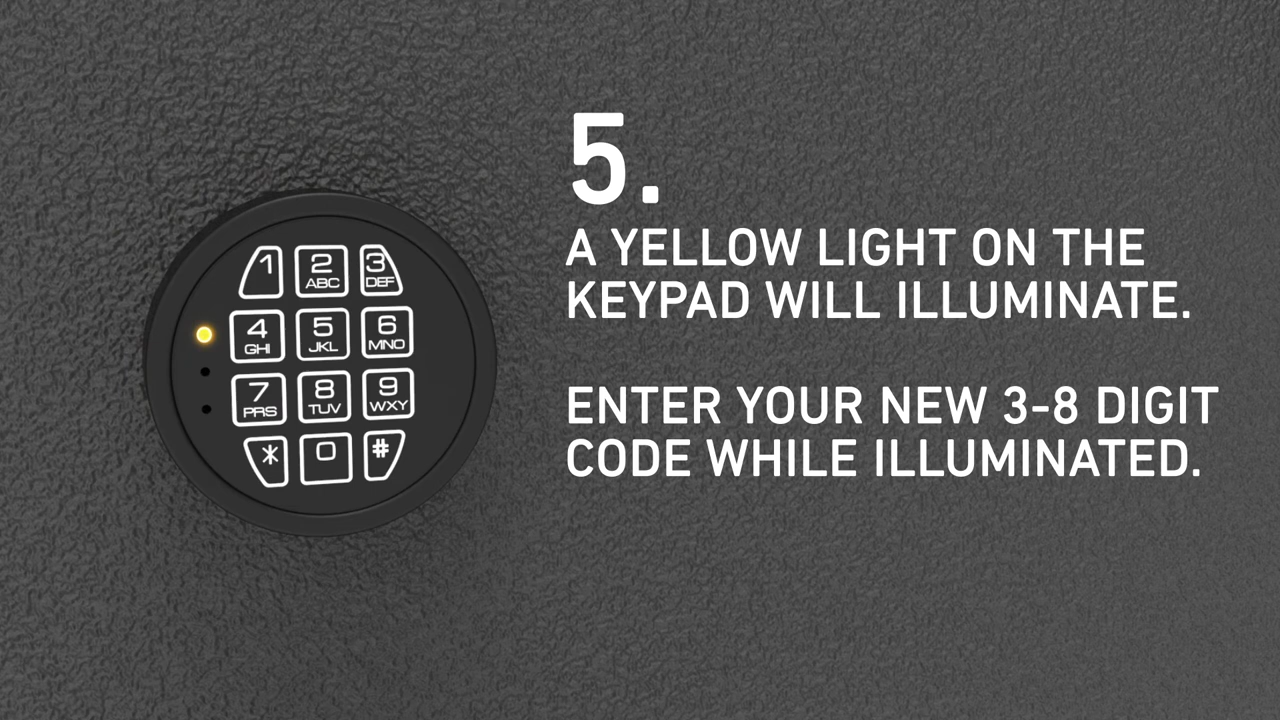 5.
A YELLOW LIGHT ON THE
KEYPAD WILL ILLUMINATE.
ENTER YOUR NEW 3-8 DIGIT
CODE WHILE ILLUMINATED.
1 2 3
ABC DEF
4 5 6
GHI JKL MNO
7 8 9
PRS TUV WXY
* 0 #